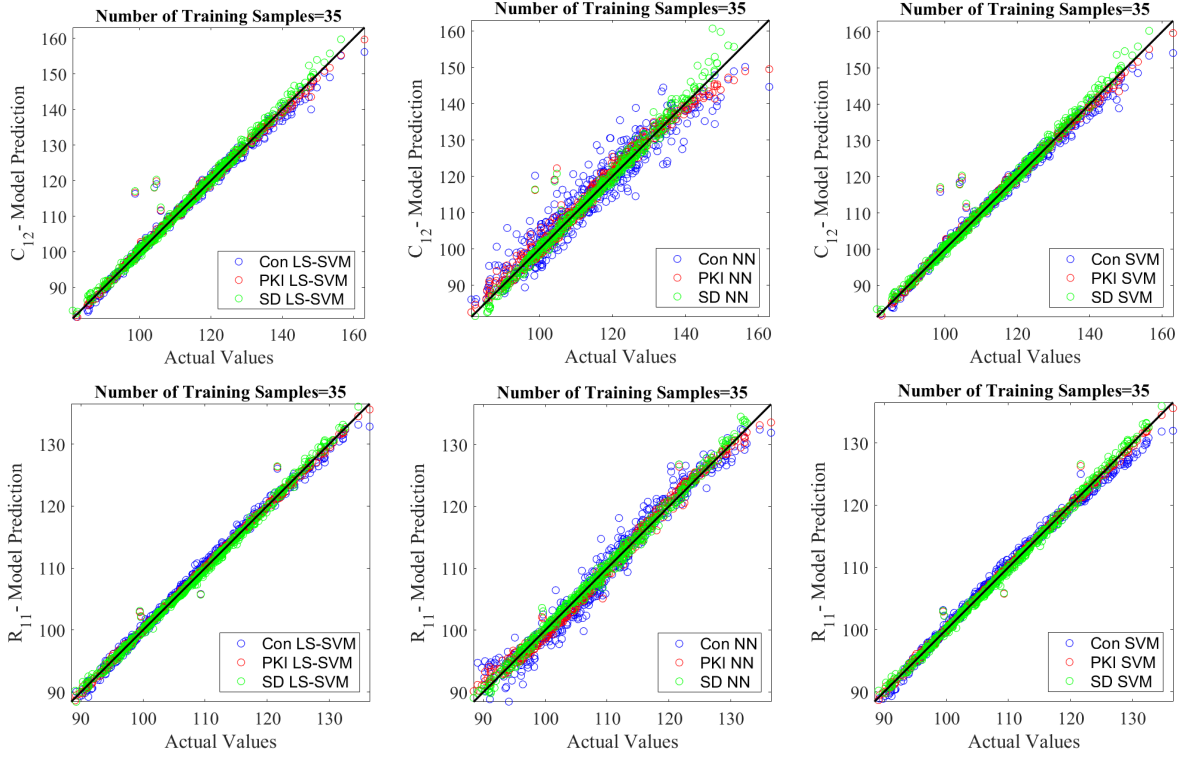 Number of Training Samples=35
C12- Model Prediction
160
150
140
130
120
110
100
90
Con LS-SVM
PKI LS-SVM
SD LS-SVM
100 120 140 160
Actual Values
Number of Training Samples=35
C12- Model Prediction
160
150
140
130
120
110
100
90
Con NN
PKI NN
SD NN
100 120 140 160
Actual Values
Number of Training Samples=35
C12- Model Prediction
160
150
140
130
120
110
100
90
Con SVM
PKI SVM
SD SVM
100 120 140 160
Actual Values
Number of Training Samples=35
R11- Model Prediction
130
120
110
100
90
Con LS-SVM
PKI LS-SVM
SD LS-SVM
90 100 110 120 130
Actual Values
Number of Training Samples=35
R11- Model Prediction
130
120
110
100
90
Con NN
PKI NN
SD NN
90 100 110 120 130
Actual Values
Number of Training Samples=35
R11- Model Prediction
130
120
110
100
90
Con SVM
PKI SVM
SD SVM
90 100 110 120 130
Actual Values